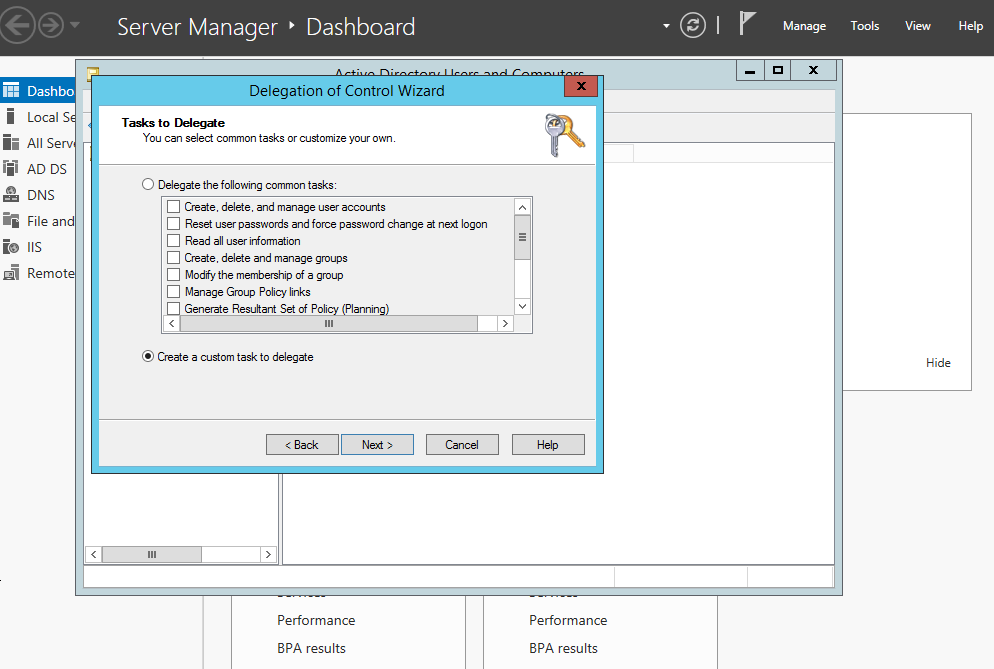 Server Manager ‣ Dashboard
Manage Tools View Help
Active Directory Users and Computers
Delegation of Control Wizard
Tasks to Delegate
You can select common tasks or customize your own.
Delegate the following common tasks:
Create, delete, and manage user accounts
Reset user passwords and force password change at next logon
Read all user information
Create, delete and manage groups
Modify the membership of a group
Manage Group Policy links
Generate Resultant Set of Policy (Planning)
Create a custom task to delegate
< Back Next > Cancel Help
Dashbo
Local Se
All Serve
AD DS
DNS
File and
IIS
Remote
Hide
Services Services
Performance Performance
BPA results BPA results